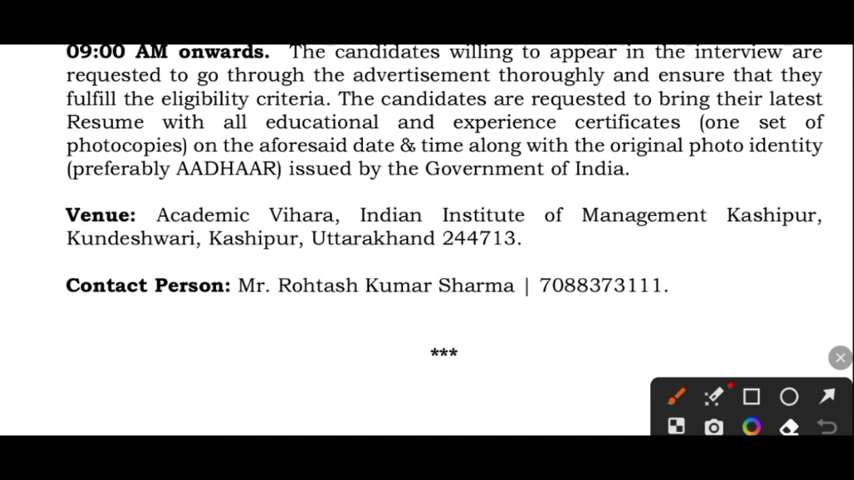 09:00 AM onwards. The candidates willing to appear in the interview are
requested to go through the advertisement thoroughly and ensure that they
fulfill the eligibility criteria. The candidates are requested to bring their latest
Resume with all educational and experience certificates (one set of
photocopies) on the aforesaid date & time along with the original photo identity
(preferably AADHAAR) issued by the Government of India.
Venue: Academic Vihara, Indian Institute of Management Kashipur,
Kundeshwari, Kashipur, Uttarakhand 244713.
Contact Person: Mr. Rohtash Kumar Sharma | 7088373111.
***